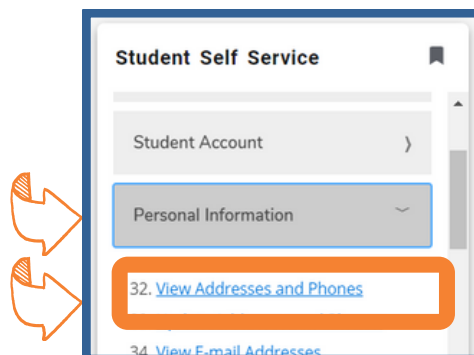 Student Self Service
Student Account
Personal Information
32. View Addresses and Phones
34. View E-mail Addresses